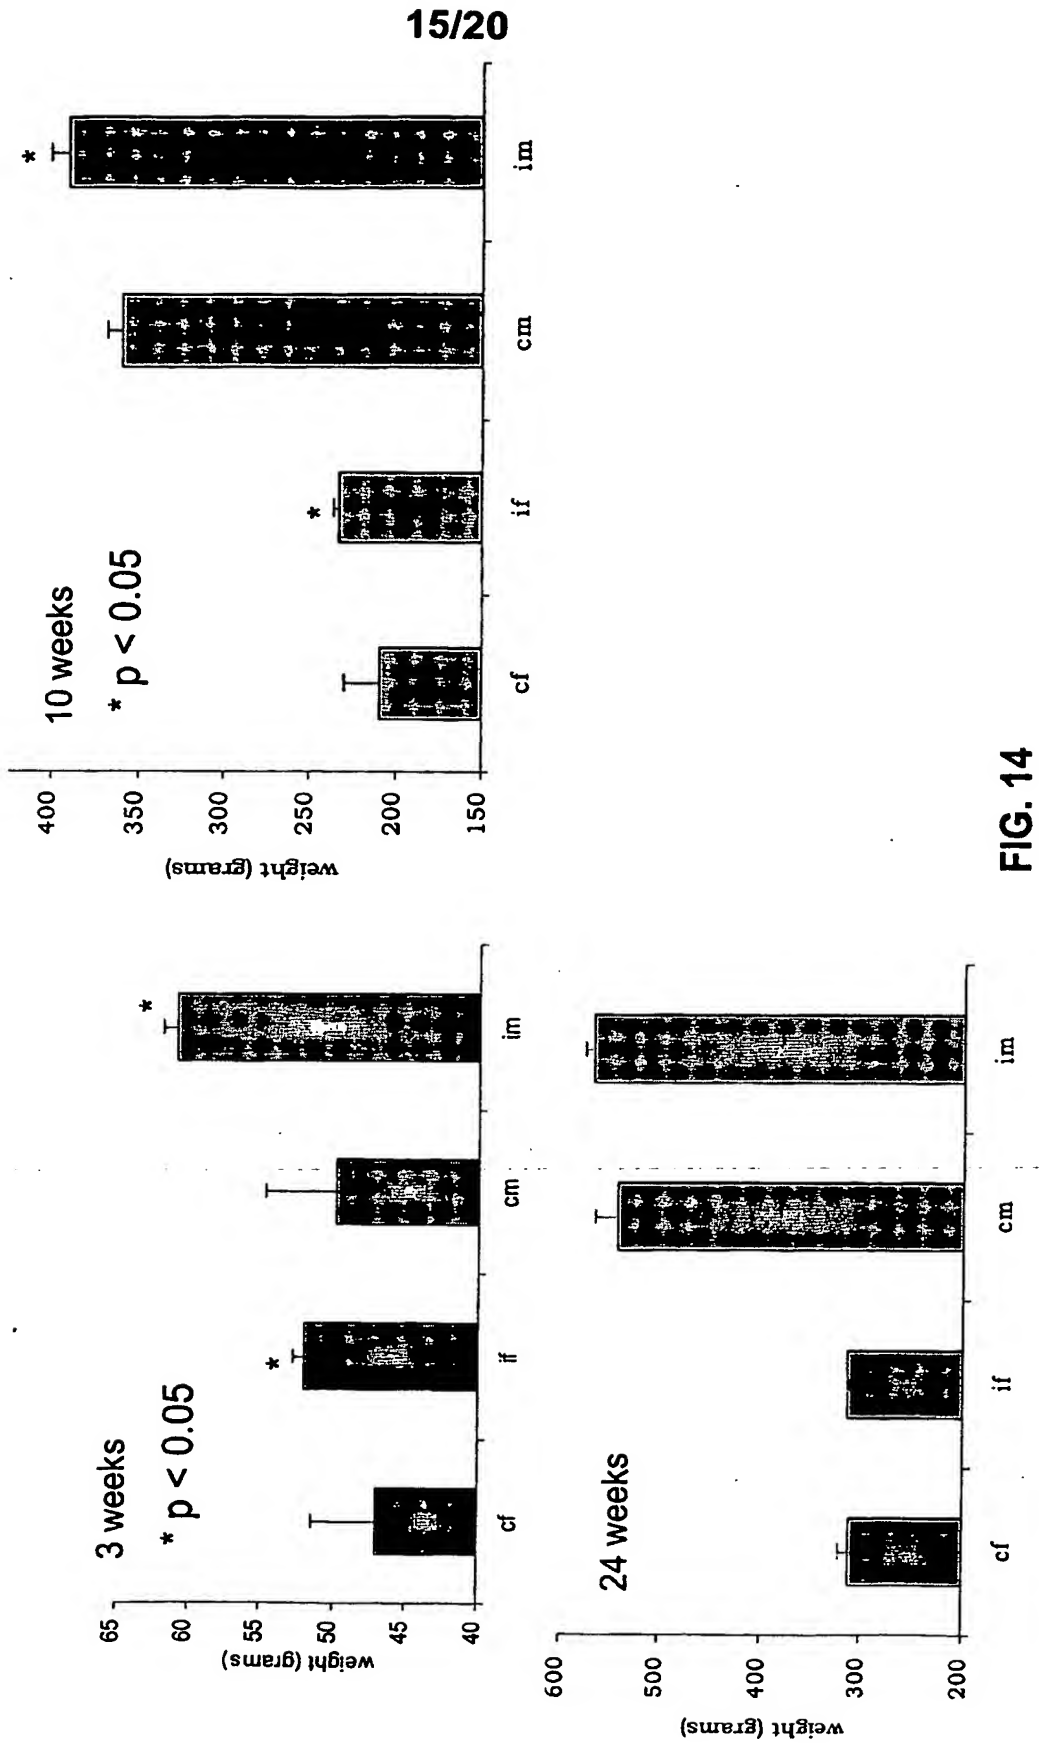 15/20
3 weeks
* p < 0.05
weight (grams)
65
60
55
50
45
40
*
*
cf
if
cm
im
10 weeks
* p < 0.05
weight (grams)
400
350
300
250
200
150
*
*
cf
if
cm
im
24 weeks
weight (grams)
600
500
400
300
200
cf
if
cm
im
FIG. 14